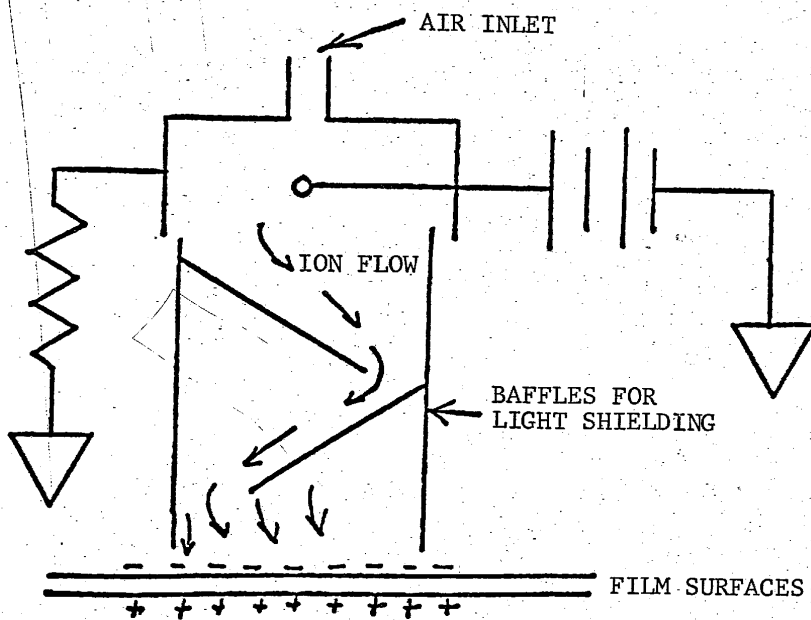 AIR INLET
ION FLOW
BAFFLES FOR
LIGHT SHIELDING
- - - - - - - - -
FILM SURFACES
+ + + + + + + + +